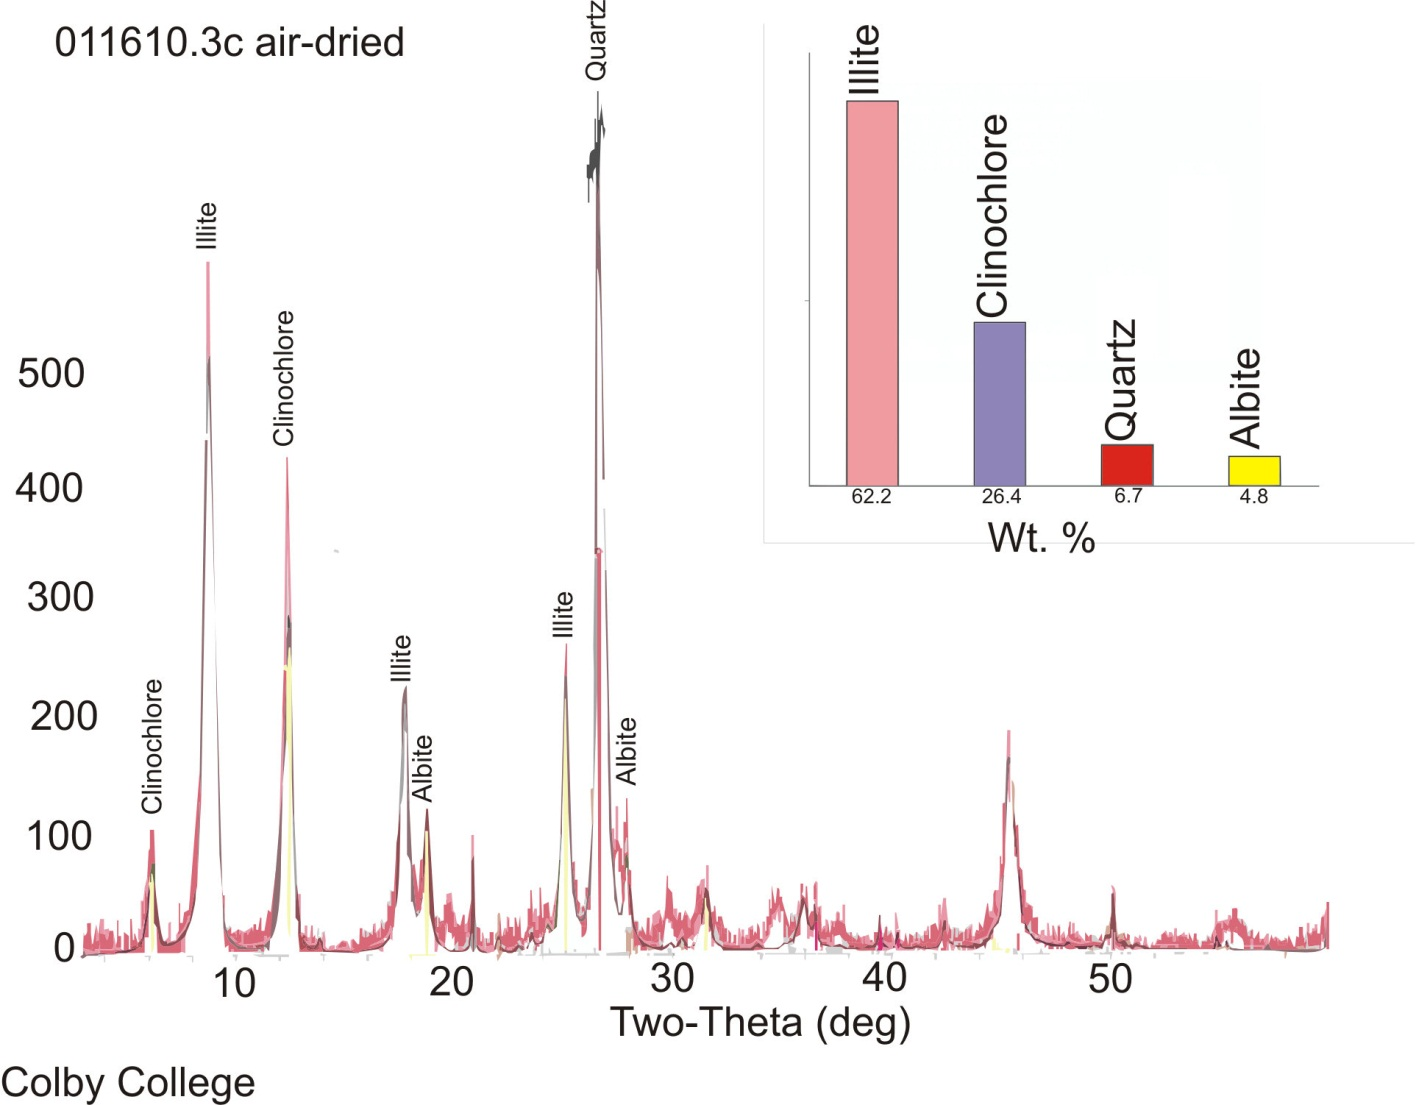 011610.3c air-dried
Quartz
Illite
Clinochlore
Illite
Illite
Albite
Clinochlore
Albite
500
400
300
200
100
0
10 20 30 40 50
Two-Theta (deg)
Illite
Clinochlore
Quartz
Albite
62.2 26.4 6.7 4.8
Wt. %
Colby College